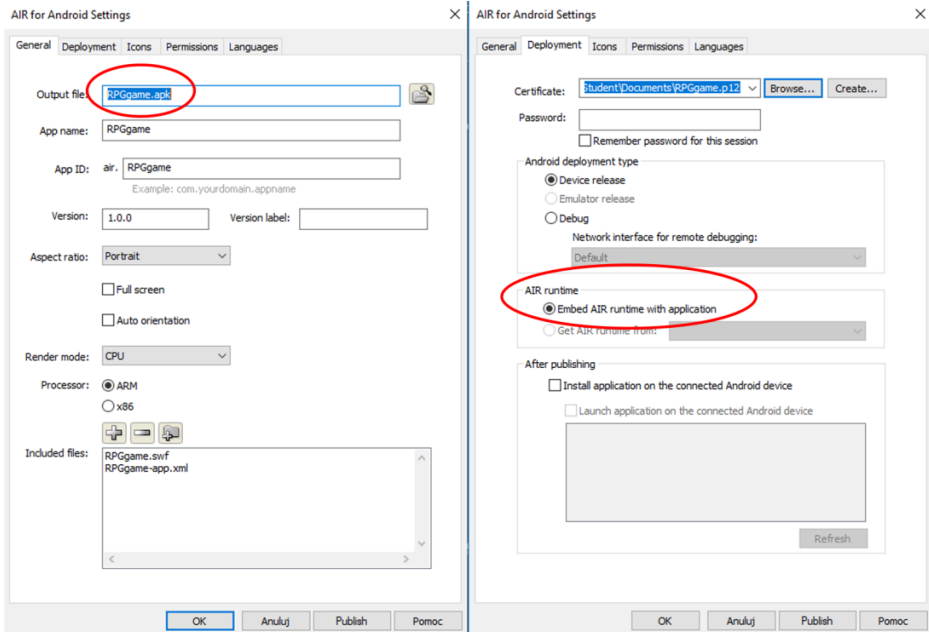 AIR for Android Settings
General Deployment Icons Permissions Languages
Output file: RPGgame.apk
App name: RPGgame
App ID: air. RPGgame
Example: com.yourdomain.appname
Version: 1.0.0 Version label:
Aspect ratio: Portrait
Full screen
Auto orientation
Render mode: CPU
Processor: ARM
x86
Included files: RPGgame.swf
RPGgame-app.xml
OK Anuluj Publish Pomoc
AIR for Android Settings
General Deployment Icons Permissions Languages
Certificate: Student\Documents\RPGgame.p12 Browse... Create...
Password:
Remember password for this session
Android deployment type
Device release
Emulator release
Debug
Network interface for remote debugging:
Default
AIR runtime
Embed AIR runtime with application
Get AIR runtime from:
After publishing
Install application on the connected Android device
Launch application on the connected Android device
Refresh
OK Anuluj Publish Pomoc